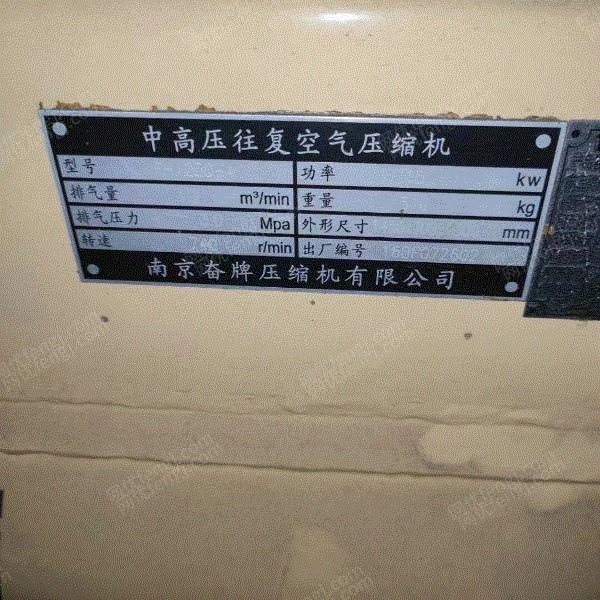 中高压往复空气压缩机
型号 功率 kw
排气量 m³/min 重量 kg
排气压力 Mpa 外形尺寸 mm
转速 r/min 出厂编号
南京奋牌压缩机有限公司